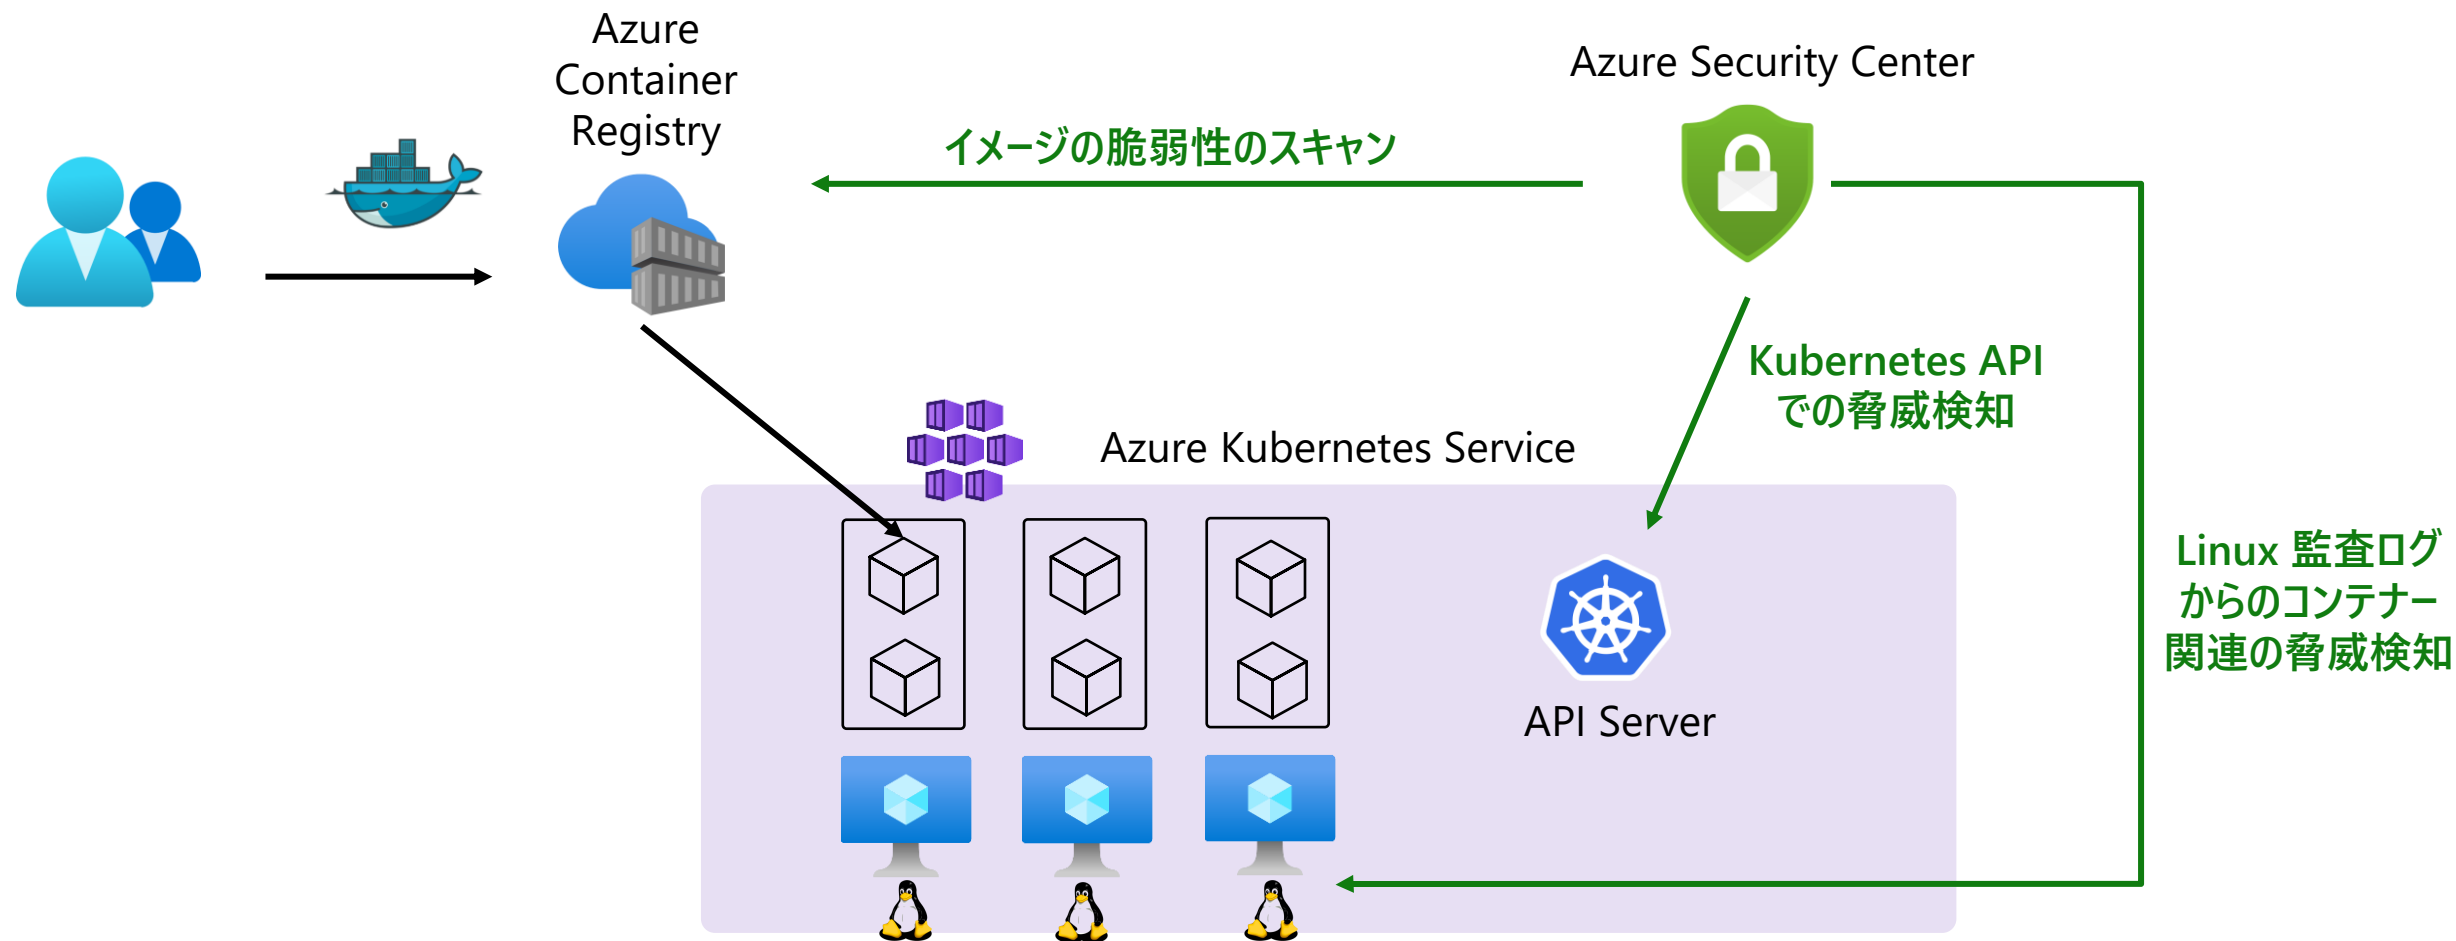 Azure
Container
Registry
Azure Security Center
イメージの脆弱性のスキャン
Kubernetes API
での脅威検知
Azure Kubernetes Service
Linux 監査ログ
からのコンテナー
関連の脅威検知
API Server